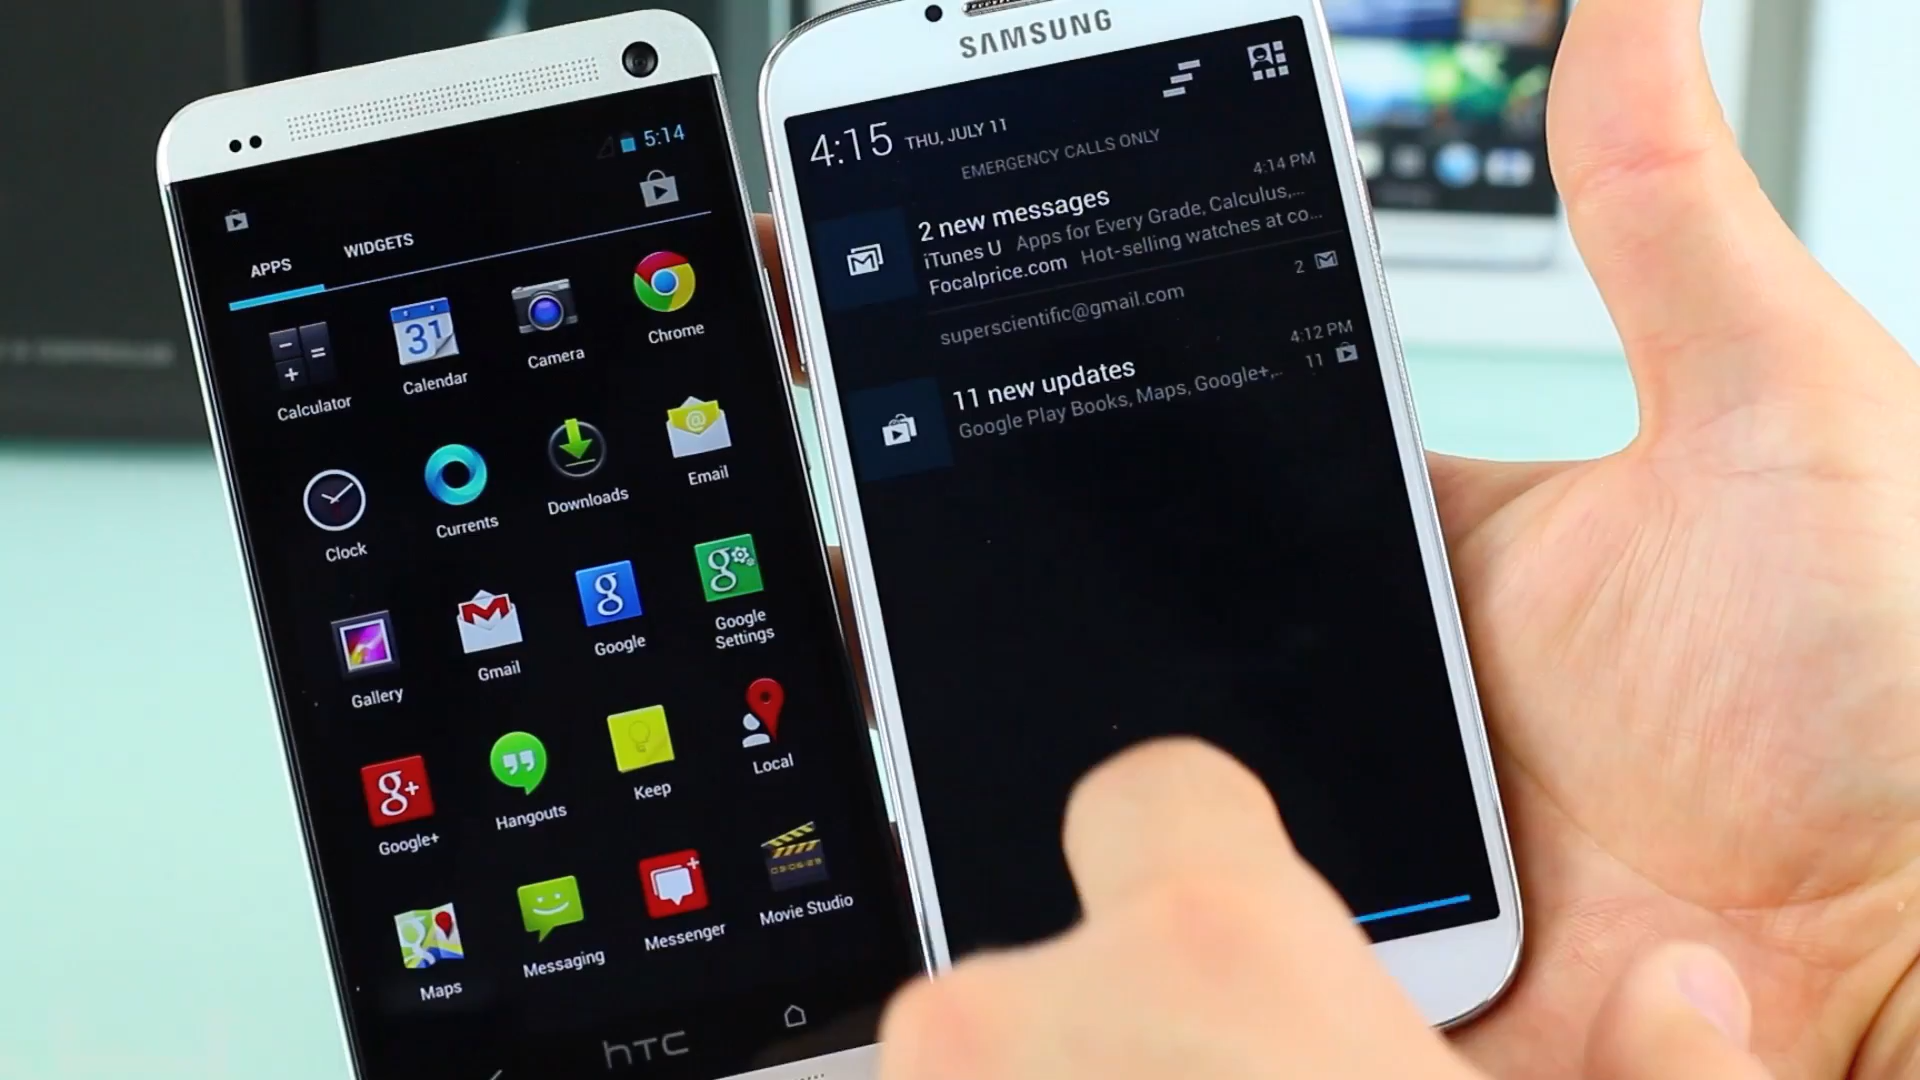 5:14
APPS
WIDGETS
Calculator
Calendar
31
Camera
Chrome
Clock
Currents
Downloads
Email
@
Gallery
Gmail
Google
g
Google
Settings
g
Google+
g+
Hangouts
Keep
Local
Maps
g
Messaging
Messenger
Movie Studio
hTC
SAMSUNG
4:15 THU, JULY 11
EMERGENCY CALLS ONLY
2 new messages 4:14 PM
iTunes U Apps for Every Grade, Calculus,...
Focalprice.com Hot-selling watches at co...
superscientific@gmail.com 2
11 new updates 4:12 PM
Google Play Books, Maps, Google+,... 11